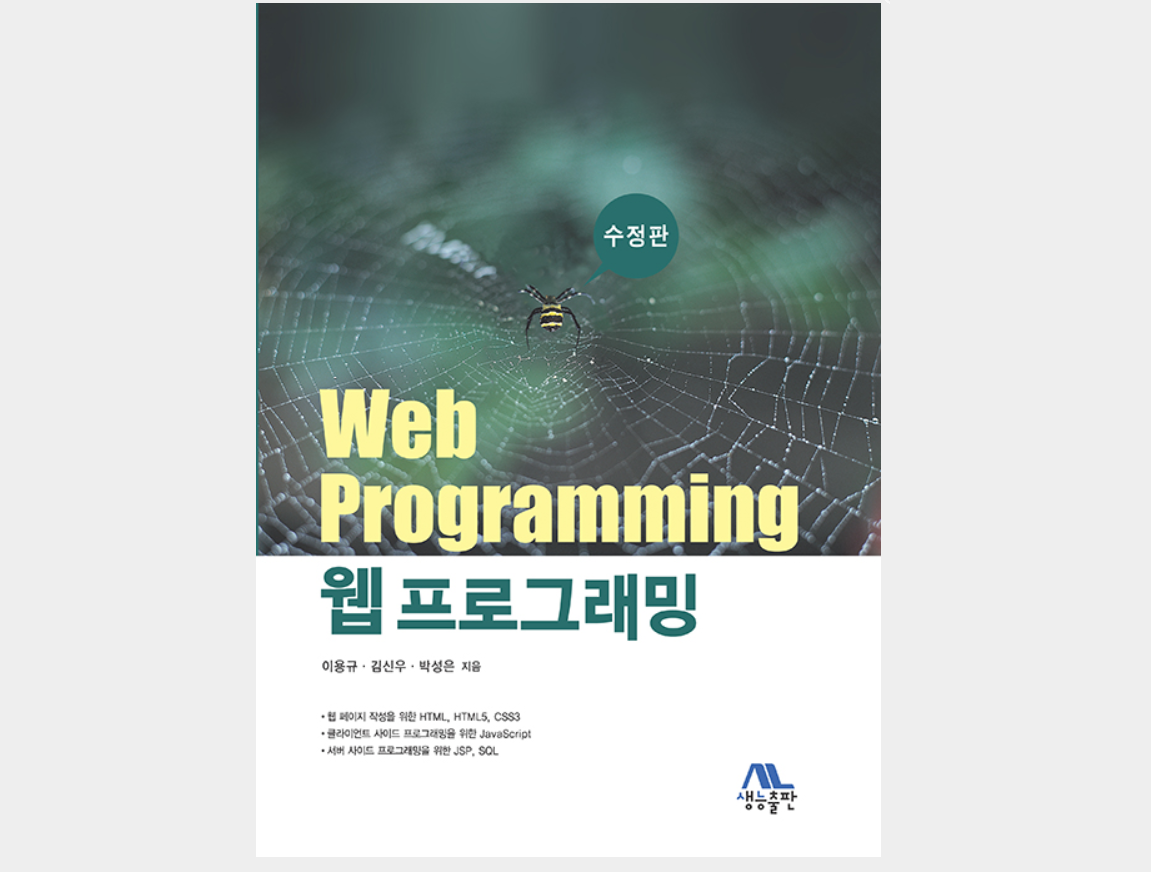 수정판
Web
Programming
웹 프로그래밍
이용규 · 김신우 · 박성은 지음
• 웹 페이지 작성을 위한 HTML, HTML5, CSS3
• 클라이언트 사이드 프로그래밍을 위한 JavaScript
• 서버 사이드 프로그래밍을 위한 JSP, SQL
생능출판